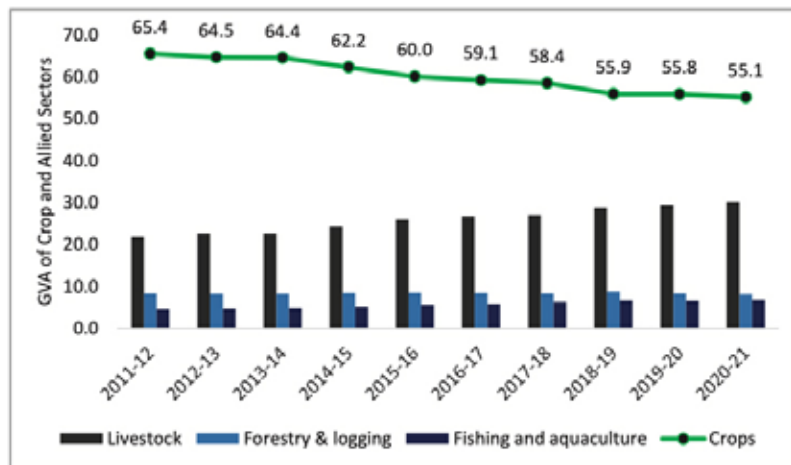 65.4 64.5 64.4 62.2 60.0 59.1 58.4 55.9 55.8 55.1
70.0
60.0
50.0
40.0
30.0
20.0
10.0
0.0
GVA of Crop and Allied Sectors
2011-12 2012-13 2013-14 2014-15 2015-16 2016-17 2017-18 2018-19 2019-20 2020-21
Livestock Forestry & logging Fishing and aquaculture Crops